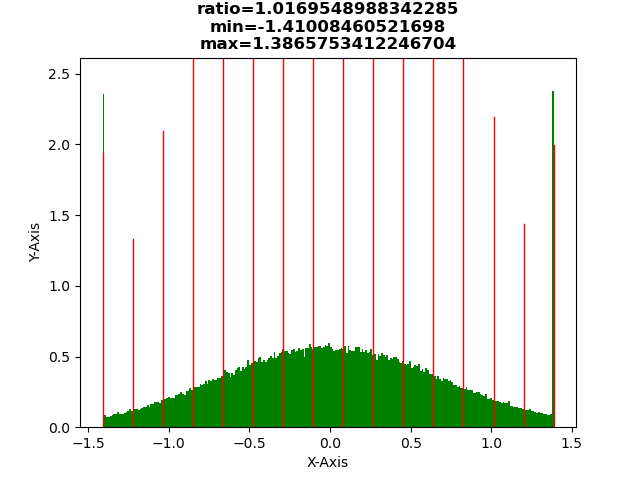 ratio=1.0169548988342285
min=-1.41008460521698
max=1.3865753412246704
2.5
2.0
1.5
1.0
0.5
0.0
Y-Axis
−1.5 −1.0 −0.5 0.0 0.5 1.0 1.5
X-Axis